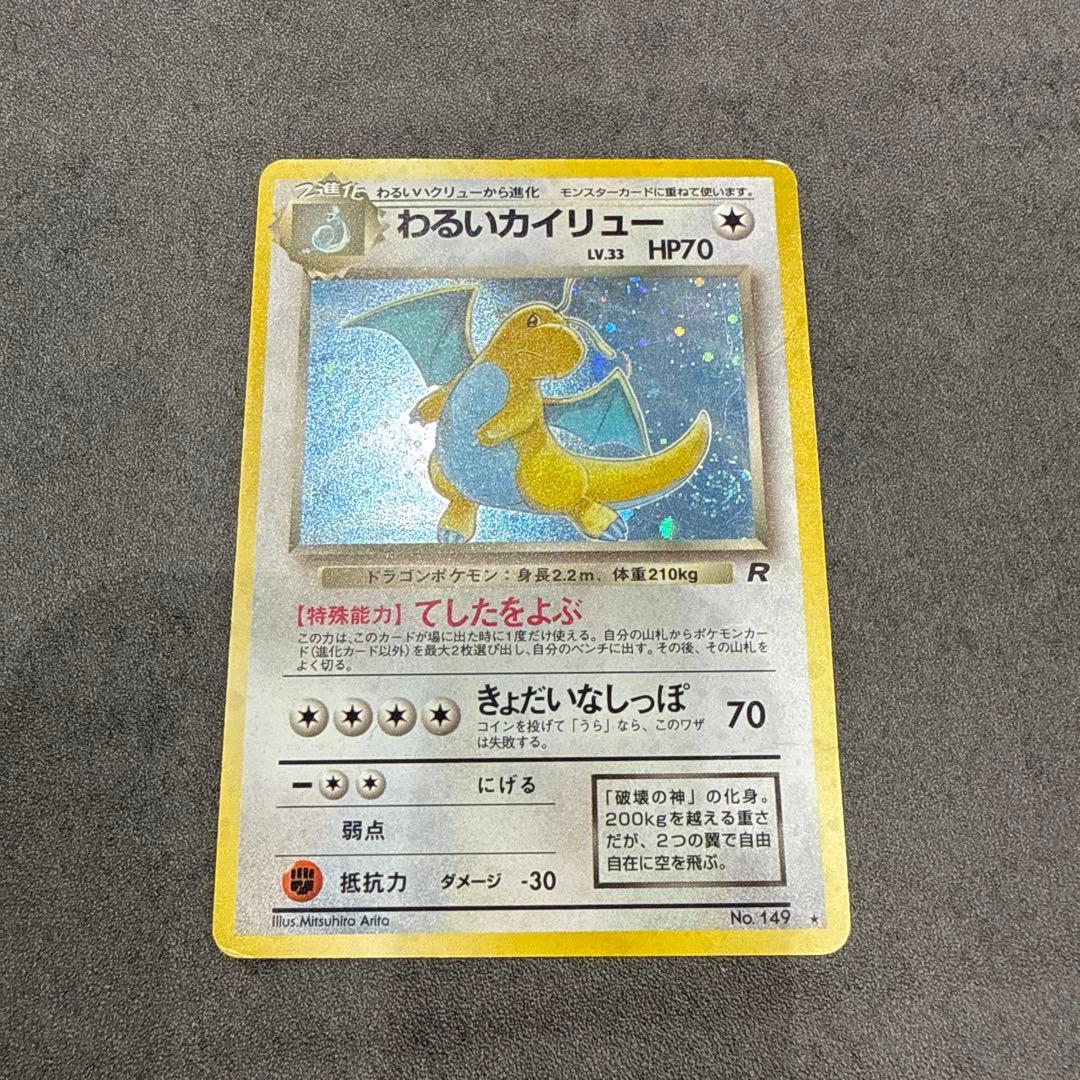 2進化 わるいハクリューから進化 モンスターカードに重ねて使います。
わるいカイリュー
LV.33 HP70
ドラゴンポケモン：身長2.2m、体重210kg R
【特殊能力】てしたをよぶ
この力は、このカードが場に出た時に1度だけ使える。自分の山札からポケモンカー
ド(進化カード以外)を最大2枚選び出し、自分のベンチに出す。その後、その山札を
よく切る。
きょだいなしっぽ 70
コインを投げて「うら」なら、このワザ
は失敗する。
ー にげる
弱点
抵抗力 ダメージ -30
「破壊の神」の化身。
200kgを越える重さ
だが、2つの翼で自由
自在に空を飛ぶ。
Illus.Mitsuhiro Arita No.149 ★